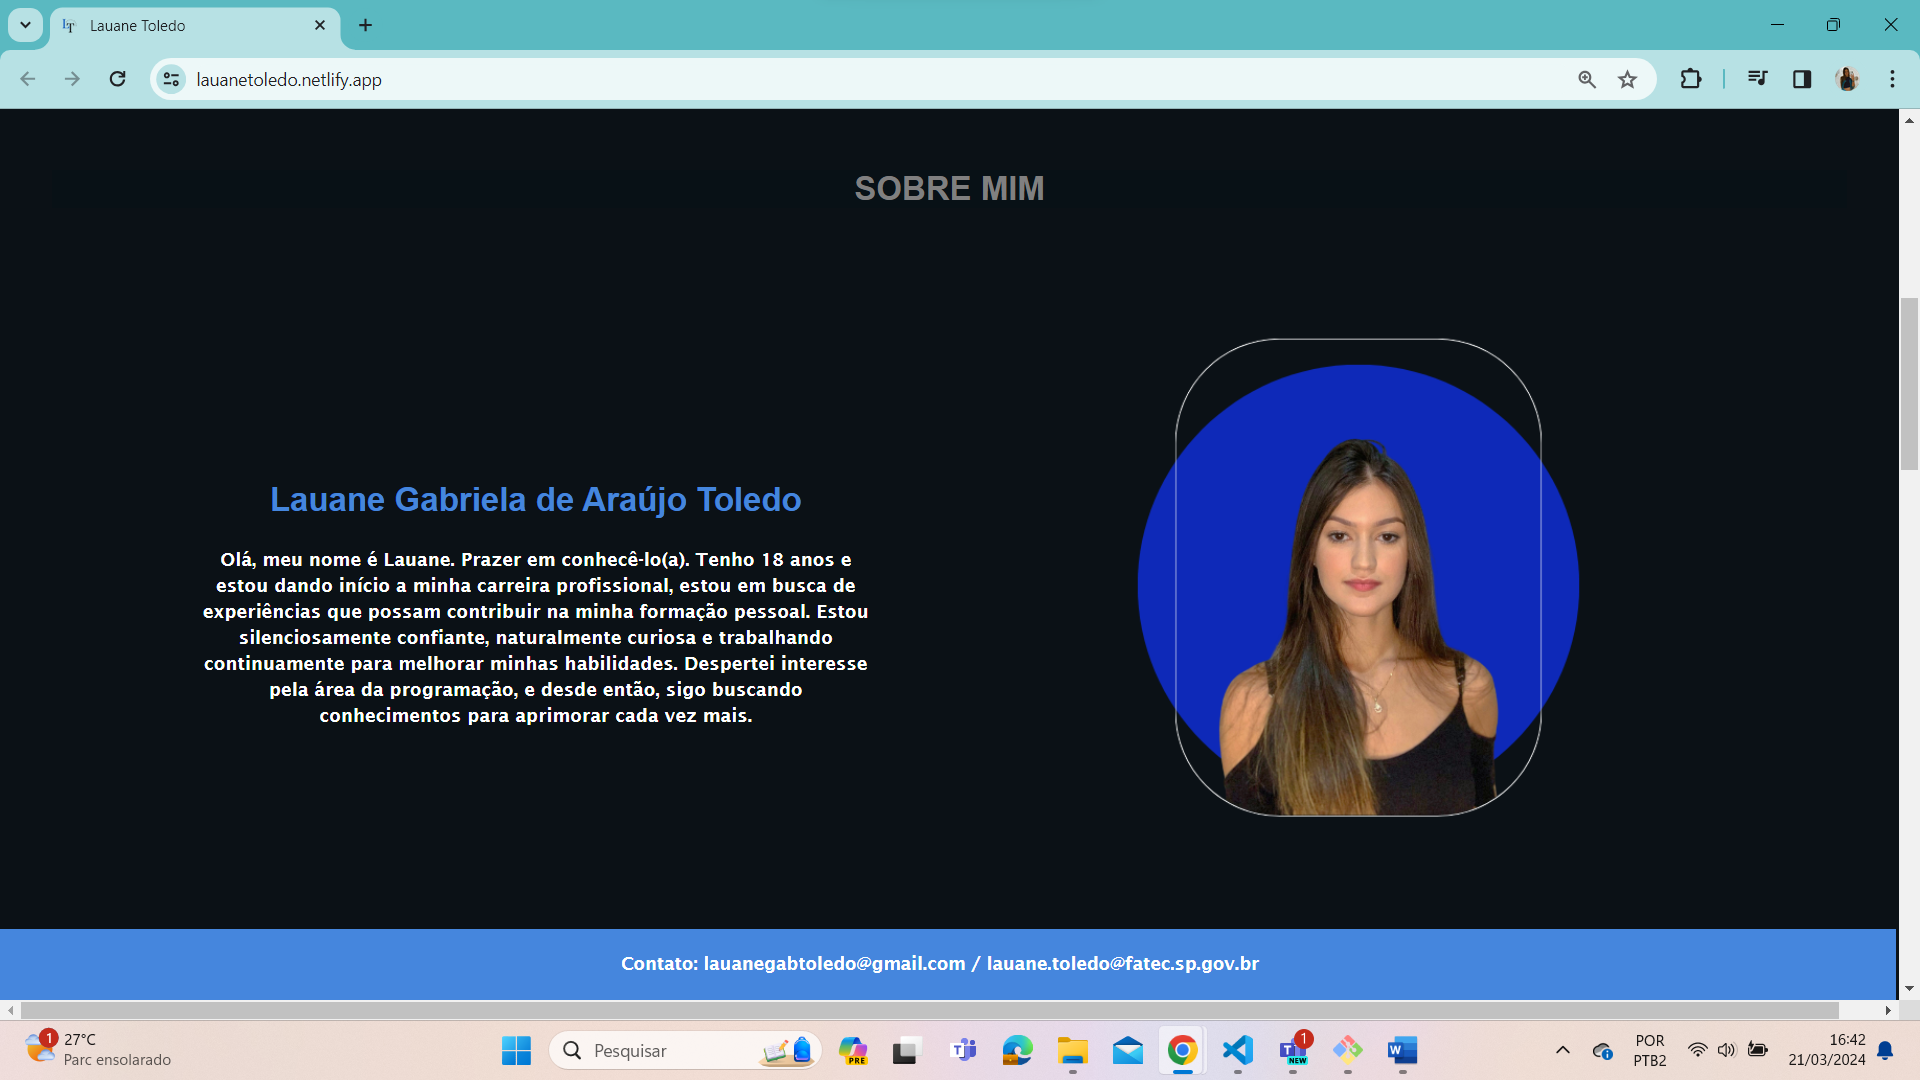 Lauane Toledo
lauanetoledo.netlify.app
SOBRE MIM
Lauane Gabriela de Araújo Toledo
Olá, meu nome é Lauane. Prazer em conhecê-lo(a). Tenho 18 anos e
estou dando início a minha carreira profissional, estou em busca de
experiências que possam contribuir na minha formação pessoal. Estou
silenciosamente confiante, naturalmente curiosa e trabalhando
continuamente para melhorar minhas habilidades. Despertei interesse
pela área da programação, e desde então, sigo buscando
conhecimentos para aprimorar cada vez mais.
Contato: lauanegabtoledo@gmail.com / lauane.toledo@fatec.sp.gov.br
1
27°C
Parc ensolarado
Pesquisar
PRE
1
NEW
POR
PTB2
16:42
21/03/2024